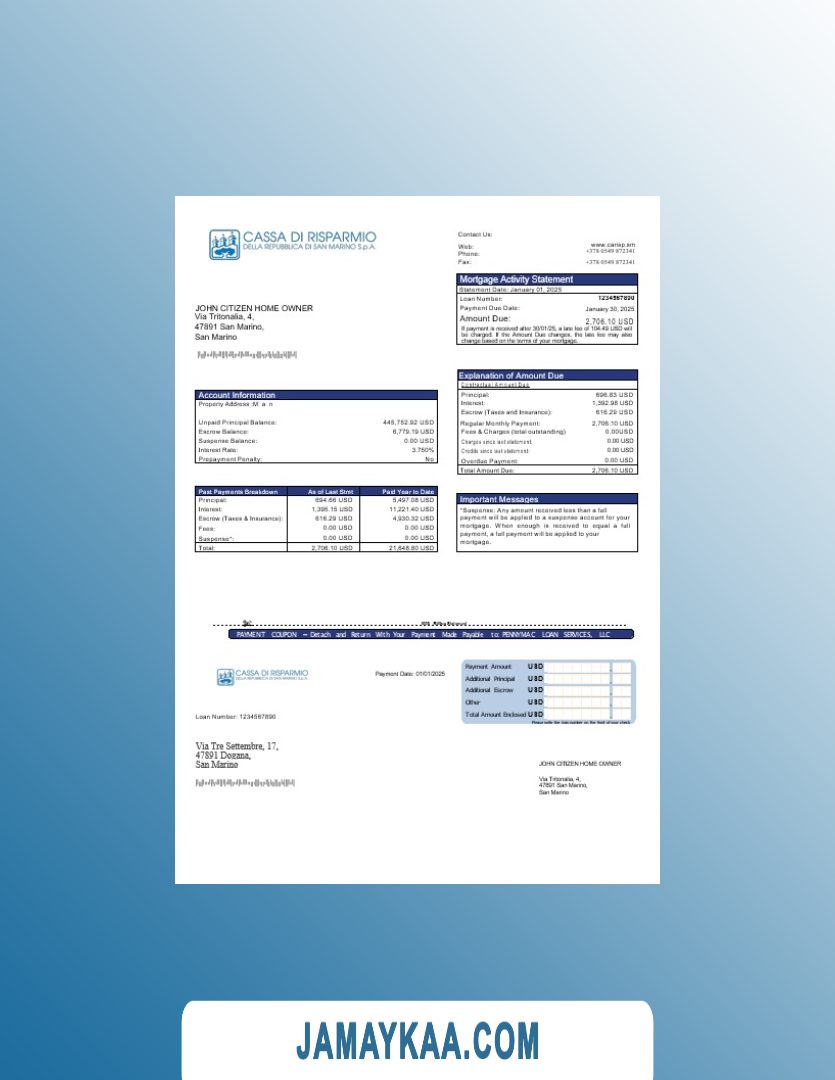 CASSA DI RISPARMIO
DELLA REPUBBLICA DI SAN MARINO S.p.A.
Contact Us:
Web: www.carisp.sm
Phone: +378 0549 872341
Fax: +378 0549 872341
Mortgage Activity Statement
Statement Date: January 01, 2025
Loan Number: 1234567890
Payment Due Date: January 30, 2025
Amount Due: 2,706.10 USD
If payment is received after 30/01/25, a late fee of 104.49 USD will
be charged. If the Amount Due changes, the late fee may also
change based on the terms of your mortgage.
JOHN CITIZEN HOME OWNER
Via Tritonalia, 4,
47891 San Marino,
San Marino
Explanation of Amount Due
Contractual Amount Due
Principal: 696.83 USD
Interest: 1,392.98 USD
Escrow (Taxes and Insurance): 616.29 USD
Regular Monthly Payment: 2,706.10 USD
Fees & Charges (total outstanding) 0.00USD
Charges since last statement: 0.00 USD
Credits since last statement: 0.00 USD
Overdue Payment: 0.00 USD
Total Amount Due: 2,706.10 USD
Account Information
Property Address :M a n
Unpaid Principal Balance: 445,752.92 USD
Escrow Balance: 6,779.19 USD
Suspense Balance: 0.00 USD
Interest Rate: 3.750%
Prepayment Penalty: No
Past Payments Breakdown As of Last Stmt Paid Year to Date
Principal: 694.66 USD 5,497.08 USD
Interest: 1,395.15 USD 11,221.40 USD
Escrow (Taxes & Insurance): 616.29 USD 4,930.32 USD
Fees: 0.00 USD 0.00 USD
Suspense*: 0.00 USD 0.00 USD
Total: 2,706.10 USD 21,648.80 USD
Important Messages
*Suspense: Any amount received less than a full
payment will be applied to a suspense account for your
mortgage. When enough is received to equal a full
payment, a full payment will be applied to your
mortgage.
PAYMENT COUPON – Detach and Return With Your Payment Made Payable to: PENNYMAC LOAN SERVICES, LLC
CASSA DI RISPARMIO
DELLA REPUBBLICA DI SAN MARINO S.p.A.
Payment Date: 01/01/2025
Payment Amount USD
Additional Principal USD
Additional Escrow USD
Other USD
Total Amount Enclosed USD
Loan Number: 1234567890
Via Tre Settembre, 17,
47891 Dogana,
San Marino
JOHN CITIZEN HOME OWNER
Via Tritonalia, 4,
47891 San Marino,
San Marino
JAMAYKAA.COM